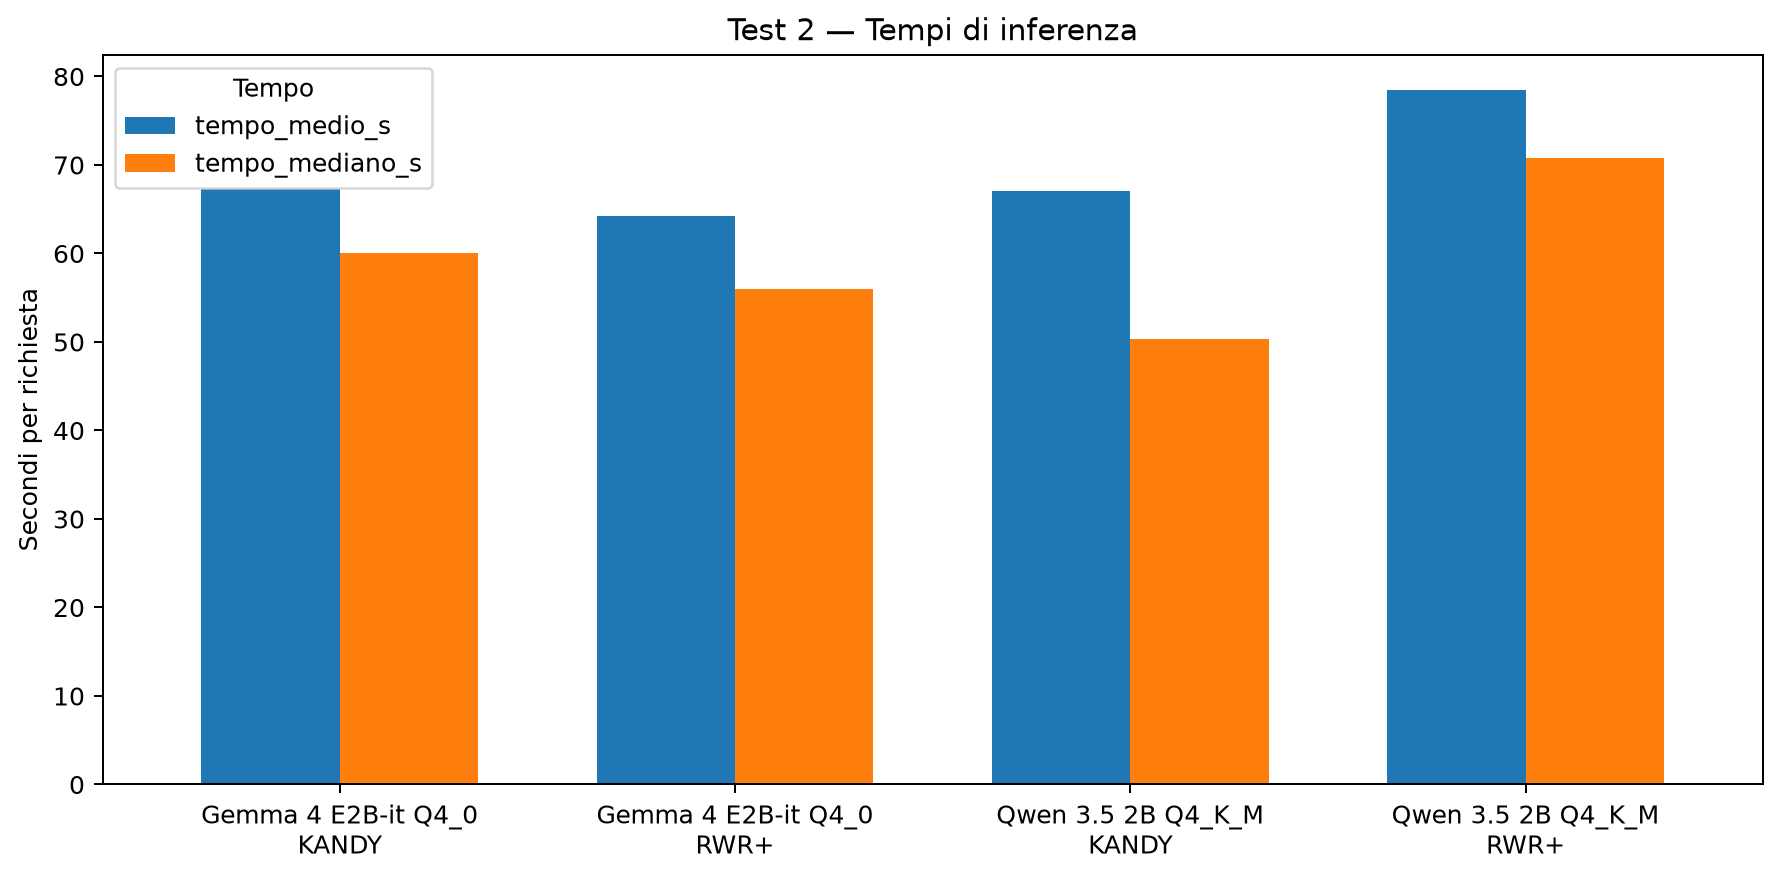 Test 2 — Tempi di inferenza
Tempo
tempo_medio_s
tempo_mediano_s
Secondi per richiesta
80
70
60
50
40
30
20
10
0
Gemma 4 E2B-it Q4_0
KANDY
Gemma 4 E2B-it Q4_0
RWR+
Qwen 3.5 2B Q4_K_M
KANDY
Qwen 3.5 2B Q4_K_M
RWR+